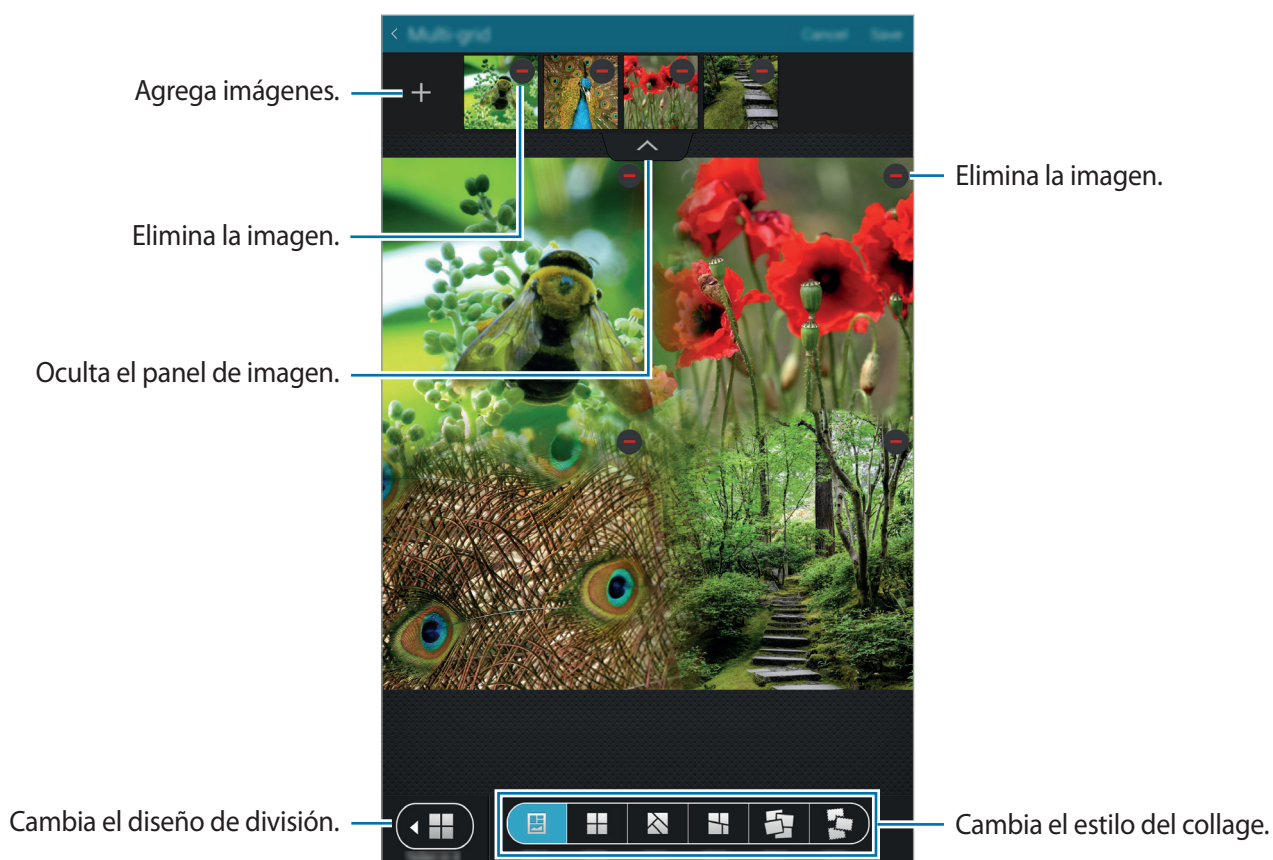 Multi-grid
Cancel Save
Agrega imágenes.
Elimina la imagen.
Elimina la imagen.
Oculta el panel de imagen.
Cambia el diseño de división.
Cambia el estilo del collage.